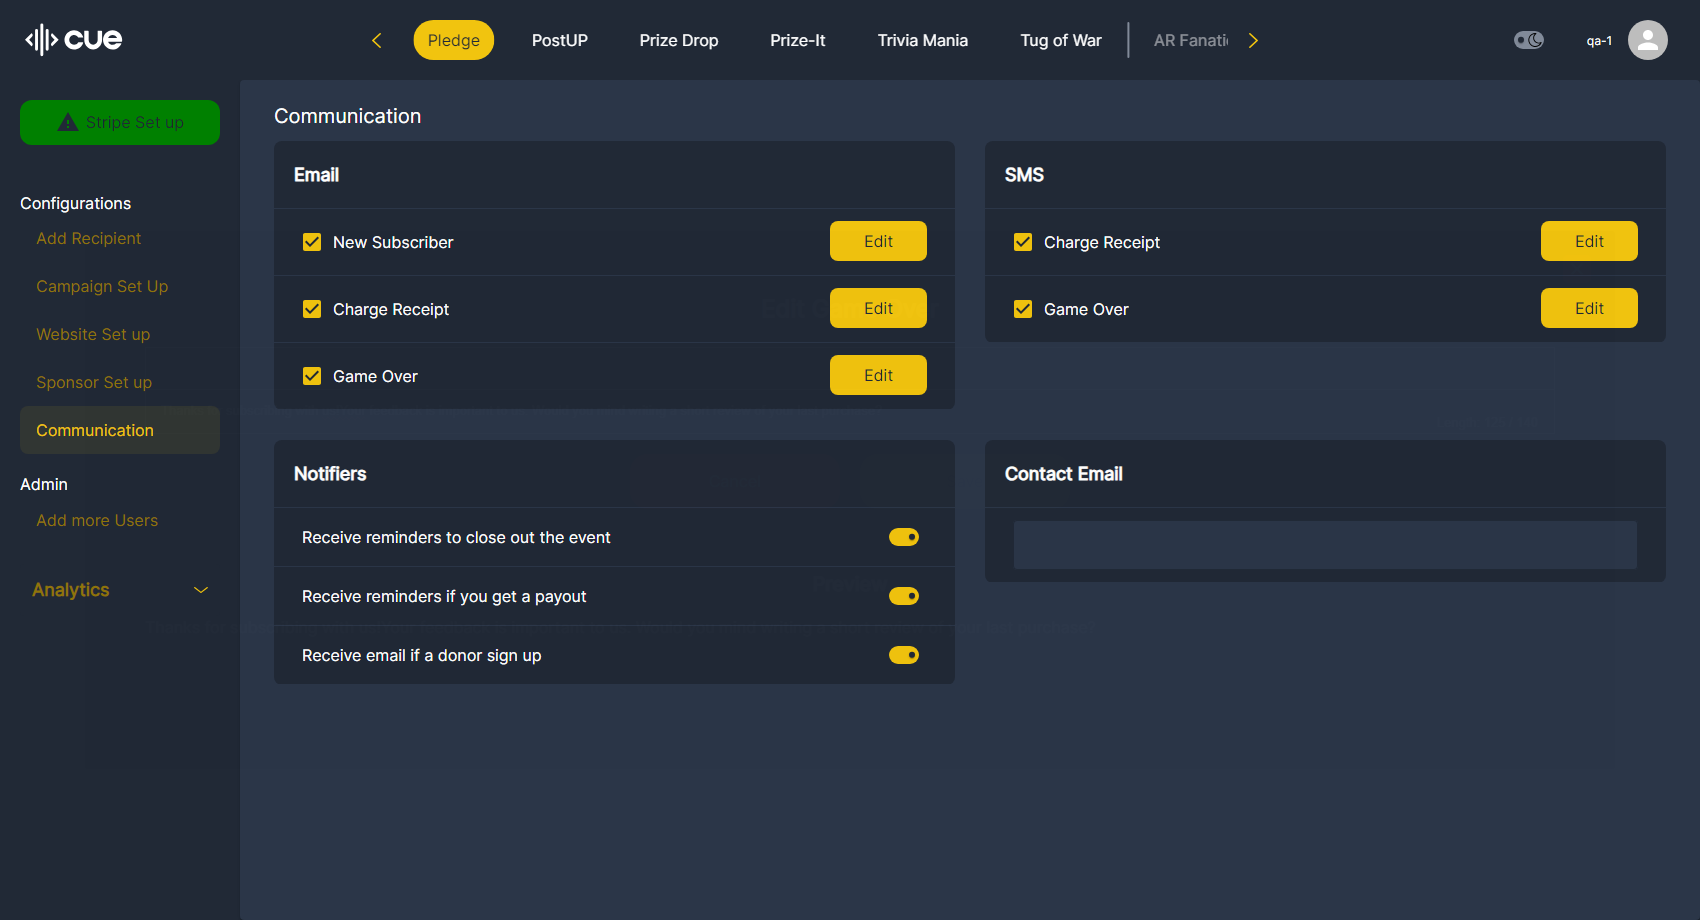 cue
Pledge
PostUP
Prize Drop
Prize-It
Trivia Mania
Tug of War
AR Fanati
qa-1
Stripe Set up
Configurations
Add Recipient
Campaign Set Up
Website Set up
Sponsor Set up
Communication
Admin
Add more Users
Analytics
Communication
Email
New Subscriber
Edit
Charge Receipt
Edit
Game Over
Edit
SMS
Charge Receipt
Edit
Game Over
Edit
Notifiers
Receive reminders to close out the event
Receive reminders if you get a payout
Receive email if a donor sign up
Contact Email